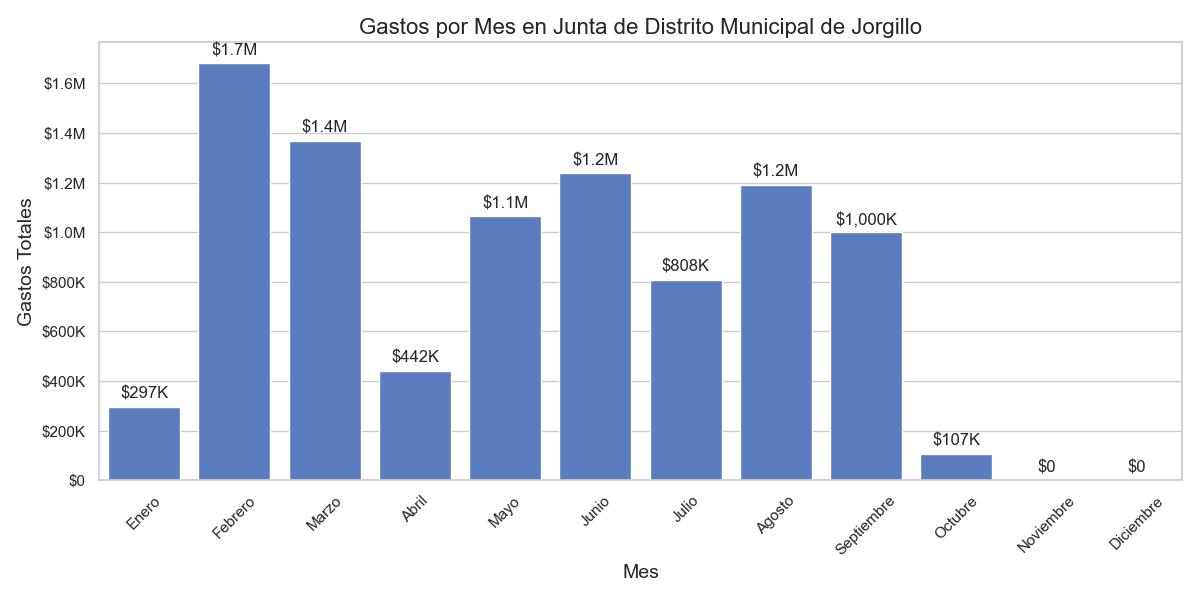 Gastos por Mes en Junta de Distrito Municipal de Jorgillo
Gastos Totales
$1.6M
$1.4M
$1.2M
$1.0M
$800K
$600K
$400K
$200K
$0
$297K
$1.7M
$1.4M
$442K
$1.1M
$1.2M
$808K
$1.2M
$1,000K
$107K
$0
$0
Enero
Febrero
Marzo
Abril
Mayo
Junio
Julio
Agosto
Septiembre
Octubre
Noviembre
Diciembre
Mes